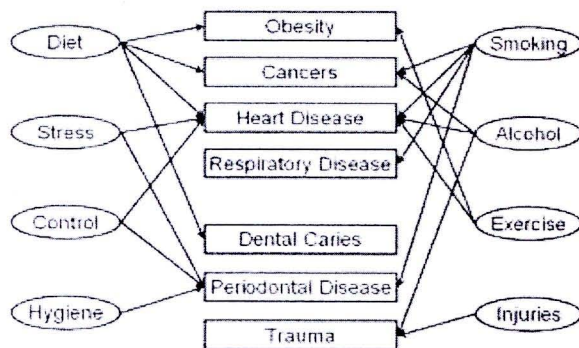 Diet
Obesity
Smoking
Cancers
Stress
Heart Disease
Alcohol
Respiratory Disease
Control
Exercise
Dental Caries
Periodontal Disease
Hygiene
Injuries
Trauma